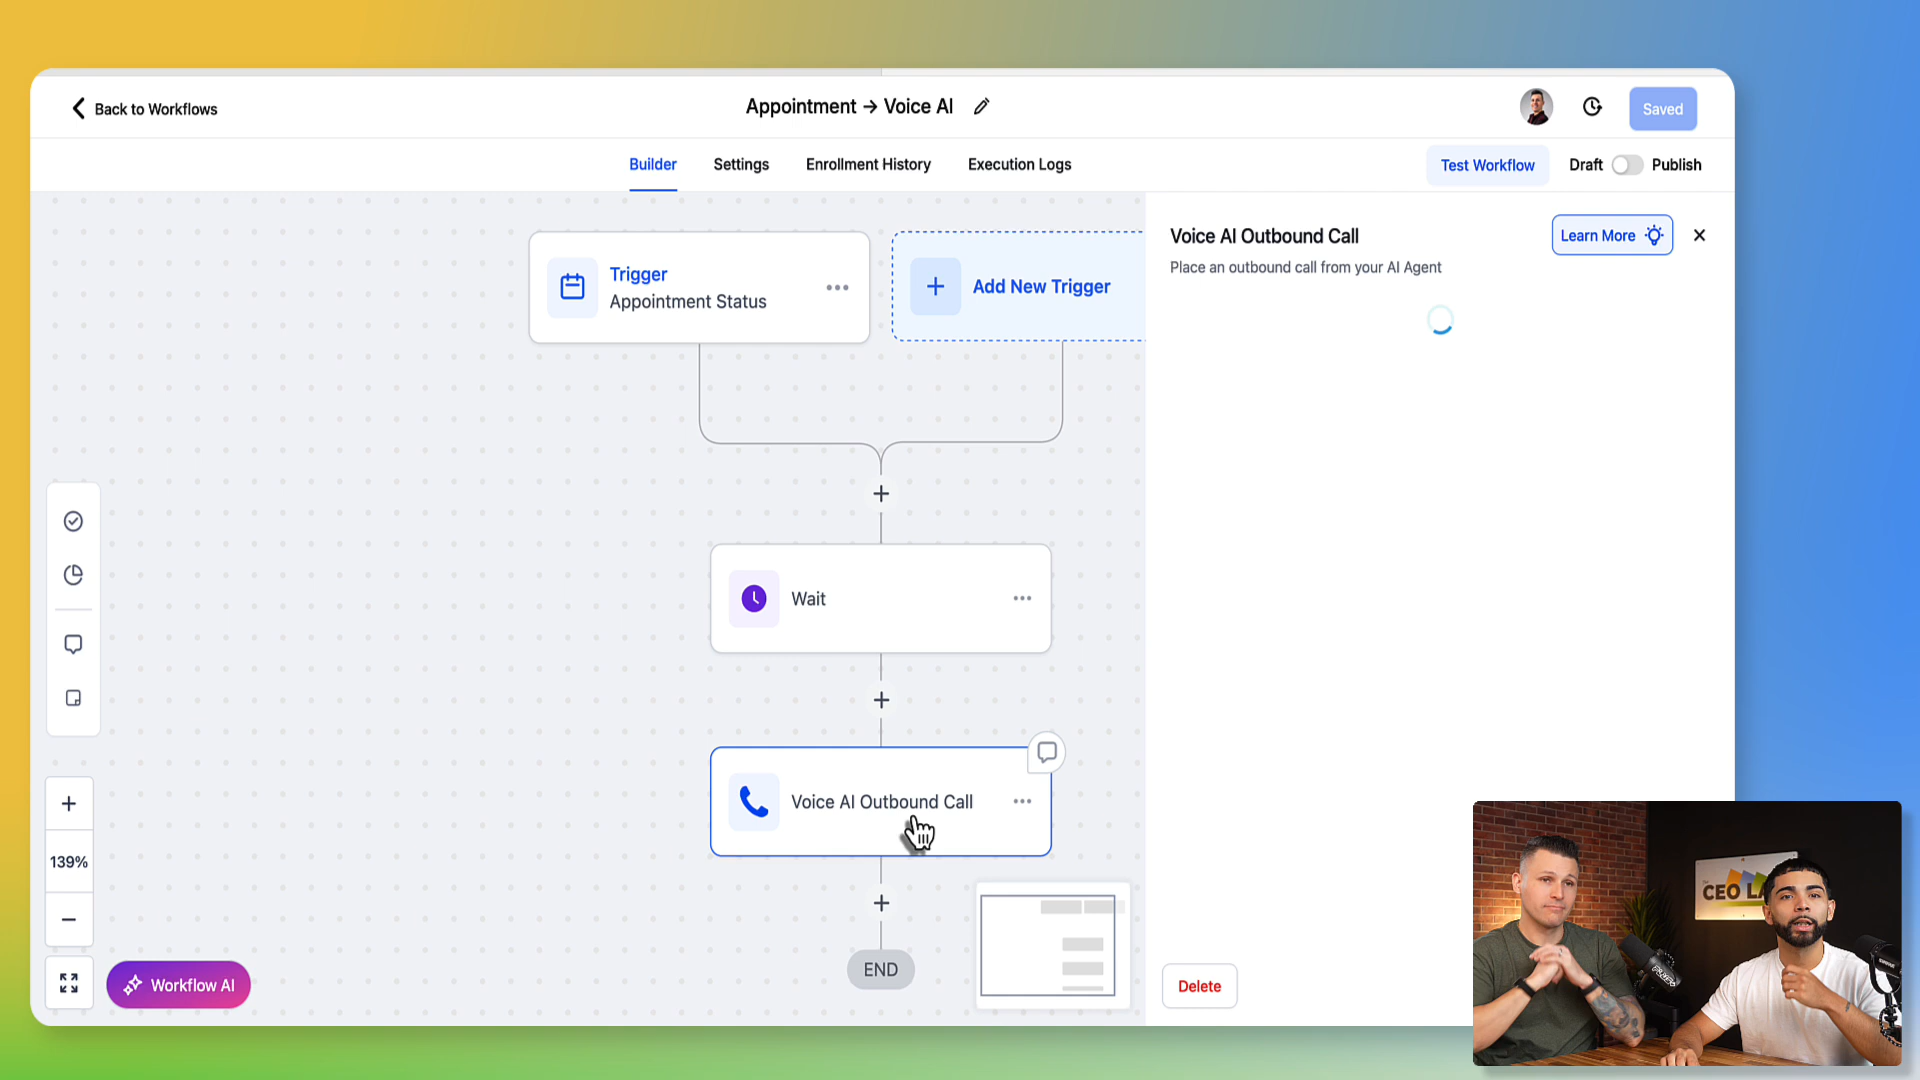 Back to Workflows
Appointment → Voice AI
Saved
Builder
Settings
Enrollment History
Execution Logs
Test Workflow
Draft
Publish
Trigger
Appointment Status
Add New Trigger
Voice AI Outbound Call
Learn More
Place an outbound call from your AI Agent
Wait
Voice AI Outbound Call
139%
END
Workflow AI
Delete
CEO LA